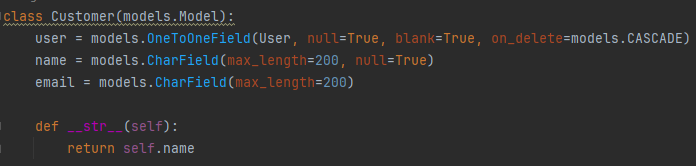 class Customer(models.Model):
    user = models.OneToOneField(User, null=True, blank=True, on_delete=models.CASCADE)
    name = models.CharField(max_length=200, null=True)
    email = models.CharField(max_length=200)

    def __str__(self):
        return self.name